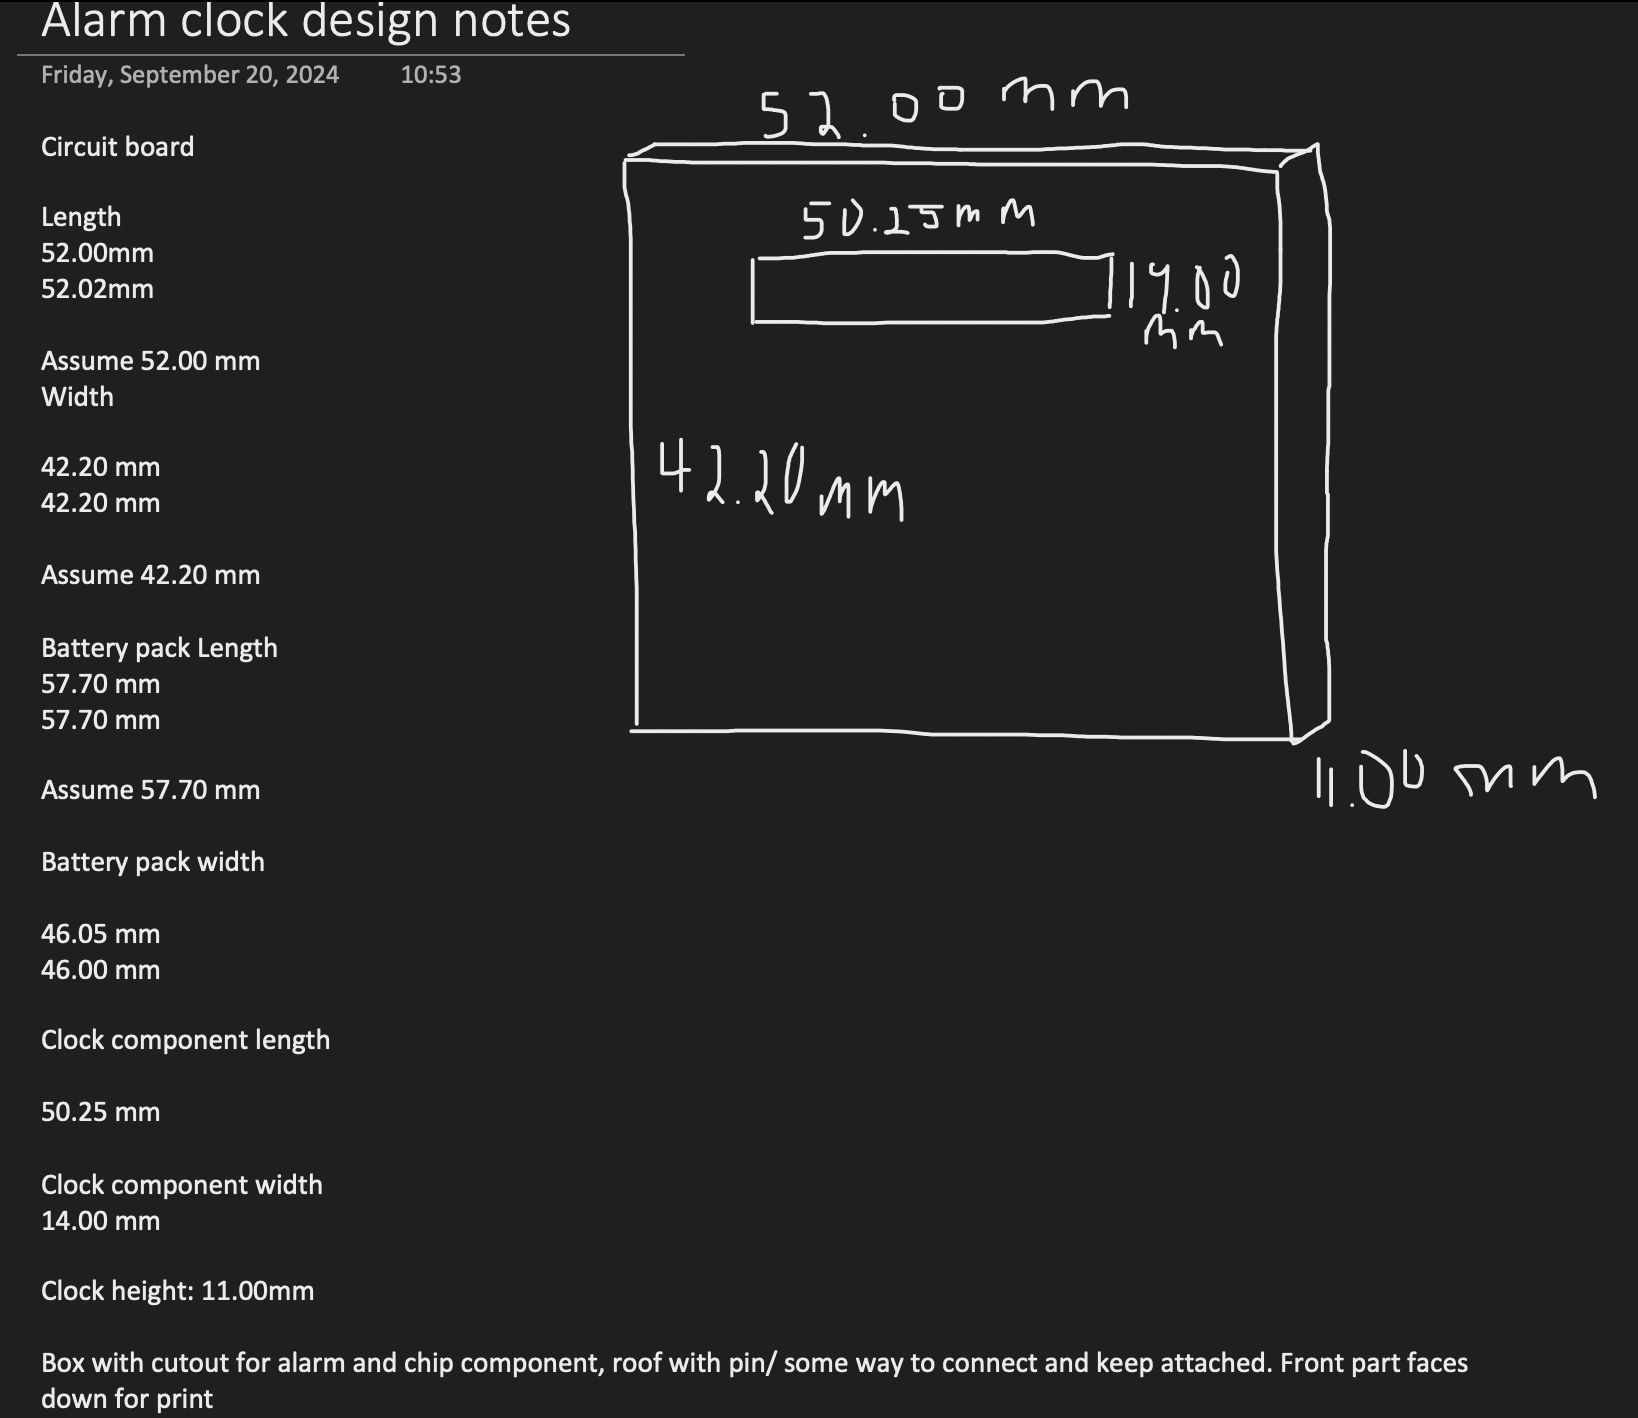 Alarm clock design notes
Friday, September 20, 2024 10:53
Circuit board
Length
52.00mm
52.02mm
Assume 52.00 mm
Width
42.20 mm
42.20 mm
Assume 42.20 mm
Battery pack Length
57.70 mm
57.70 mm
Assume 57.70 mm
Battery pack width
46.05 mm
46.00 mm
Clock component length
50.25 mm
Clock component width
14.00 mm
Clock height: 11.00mm
Box with cutout for alarm and chip component, roof with pin/ some way to connect and keep attached. Front part faces
down for print
52.00 mm
50.25mm
14.00
mm
42.20mm
11.00 mm